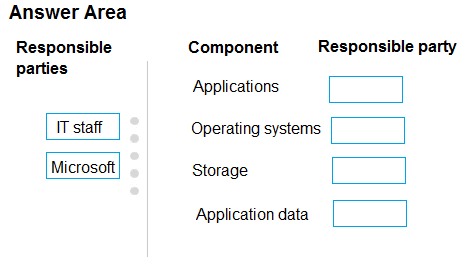 Answer Area
Responsible parties
Component
Responsible party
IT staff
Microsoft
Applications
Operating systems
Storage
Application data